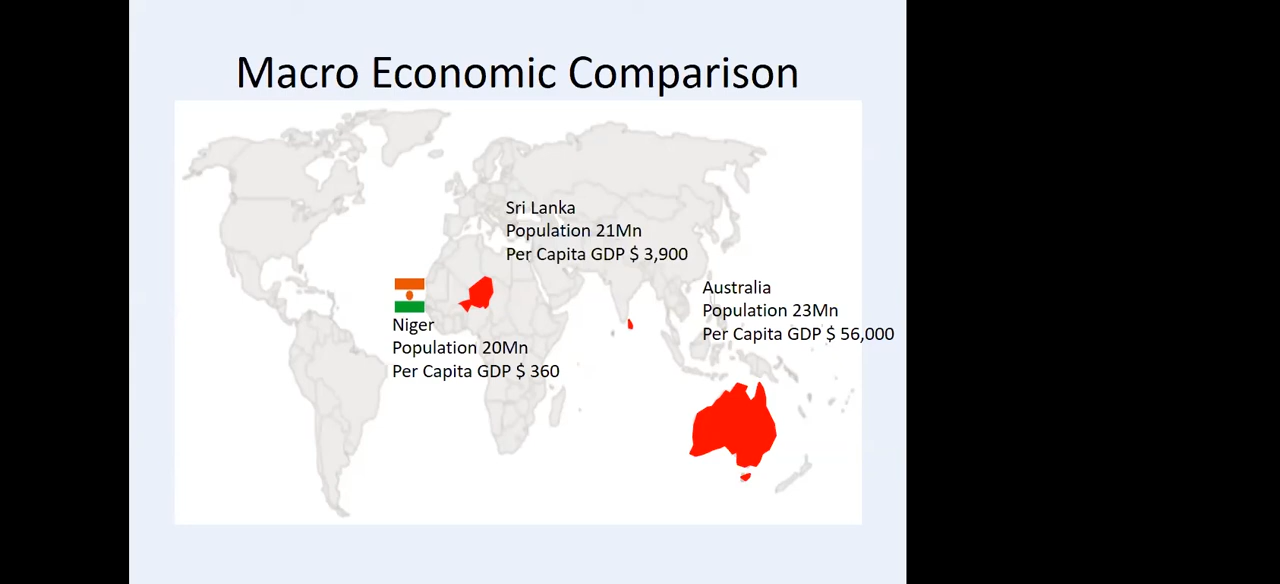 Macro Economic Comparison
Sri Lanka
Population 21Mn
Per Capita GDP $ 3,900
Australia
Population 23Mn
Per Capita GDP $ 56,000
Niger
Population 20Mn
Per Capita GDP $ 360